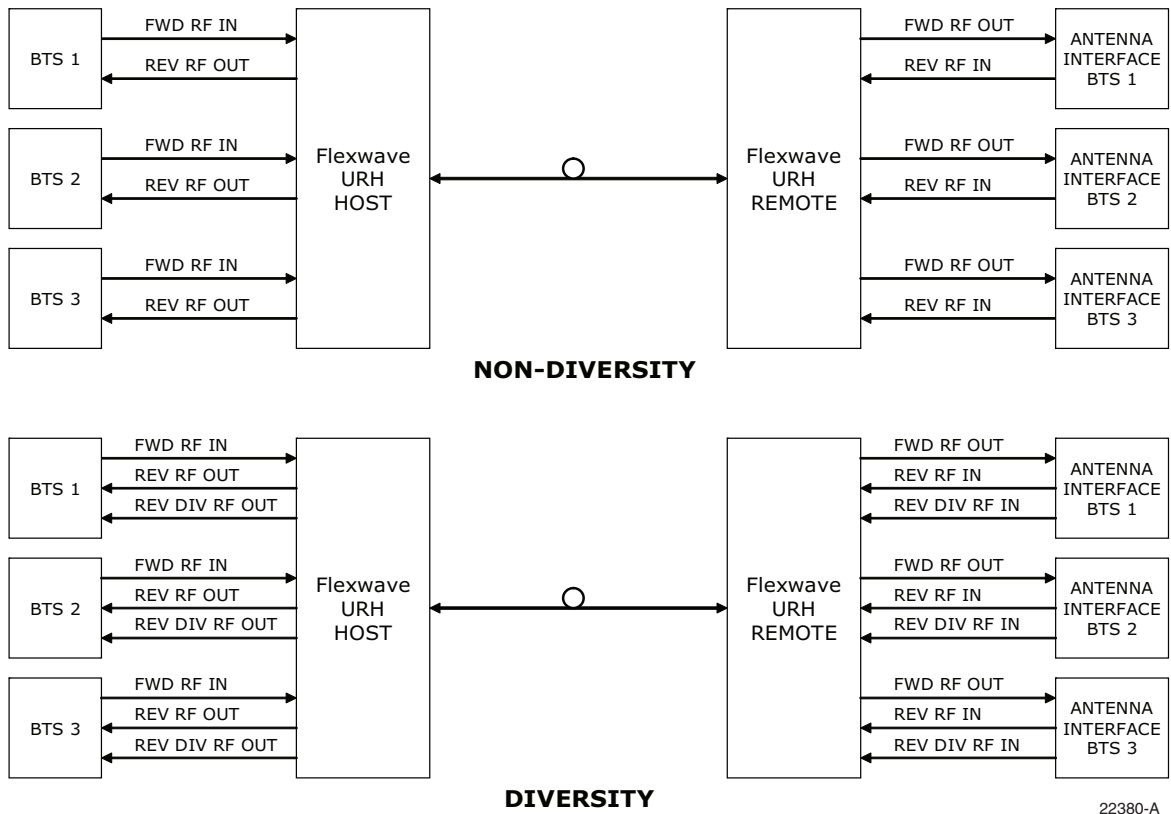 FWD RF IN
REV RF OUT
BTS 1
FWD RF IN
REV RF OUT
BTS 2
FWD RF IN
REV RF OUT
BTS 3
Flexwave
URH
HOST
Flexwave
URH
REMOTE
FWD RF OUT
REV RF IN
ANTENNA
INTERFACE
BTS 1
FWD RF OUT
REV RF IN
ANTENNA
INTERFACE
BTS 2
FWD RF OUT
REV RF IN
ANTENNA
INTERFACE
BTS 3
NON-DIVERSITY
FWD RF IN
REV RF OUT
REV DIV RF OUT
BTS 1
FWD RF IN
REV RF OUT
REV DIV RF OUT
BTS 2
FWD RF IN
REV RF OUT
REV DIV RF OUT
BTS 3
Flexwave
URH
HOST
Flexwave
URH
REMOTE
FWD RF OUT
REV RF IN
REV DIV RF IN
ANTENNA
INTERFACE
BTS 1
FWD RF OUT
REV RF IN
REV DIV RF IN
ANTENNA
INTERFACE
BTS 2
FWD RF OUT
REV RF IN
REV DIV RF IN
ANTENNA
INTERFACE
BTS 3
DIVERSITY
22380-A